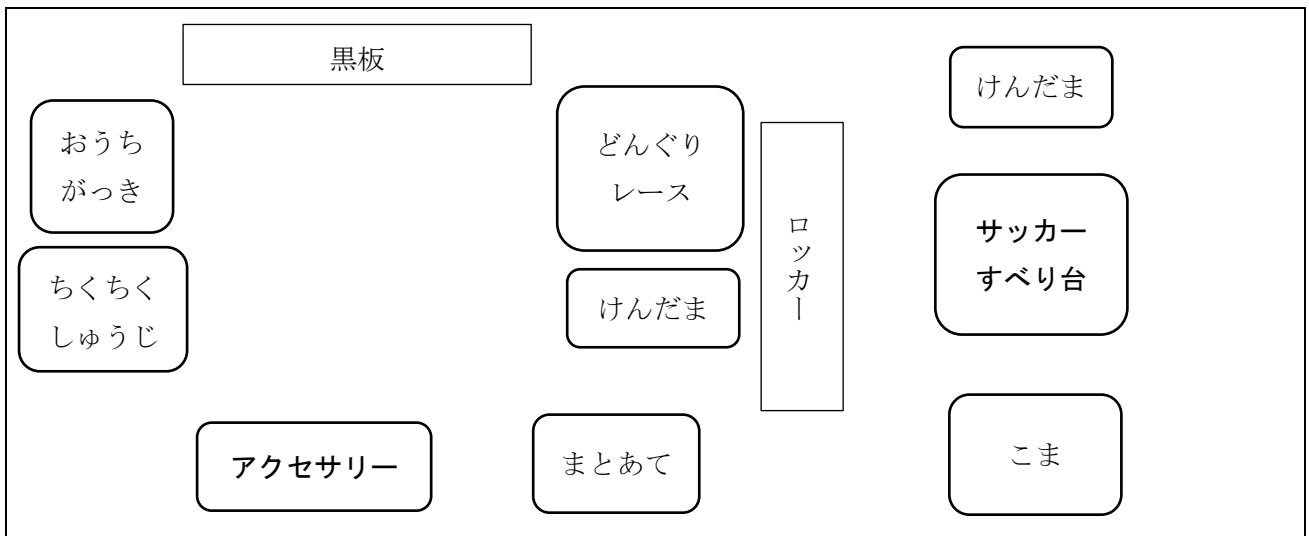 黒板
けんだま
おうち
がっき
どんぐり
レース
ロッカー
サッカー
すべり台
ちくちく
しゅうじ
けんだま
アクセサリー
まとあて
こま